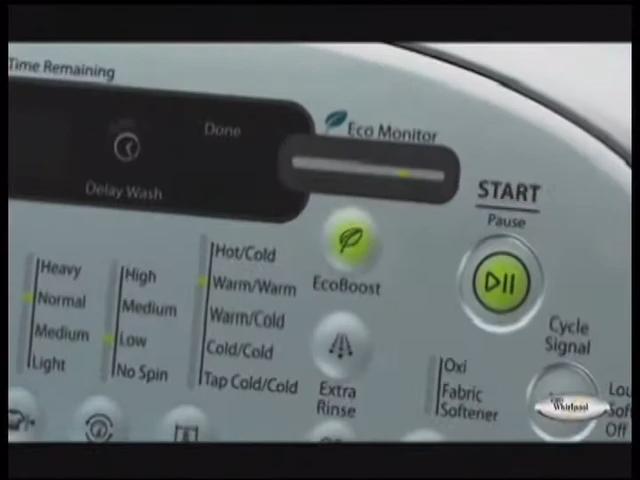 Time Remaining
Done
Delay Wash
Eco Monitor
START
Pause
EcoBoost
Heavy
Normal
Medium
Light
High
Medium
Low
No Spin
Hot/Cold
Warm/Warm
Warm/Cold
Cold/Cold
Tap Cold/Cold
Extra
Rinse
Oxi
Fabric
Softener
Cycle
Signal
Off
Whirlpool